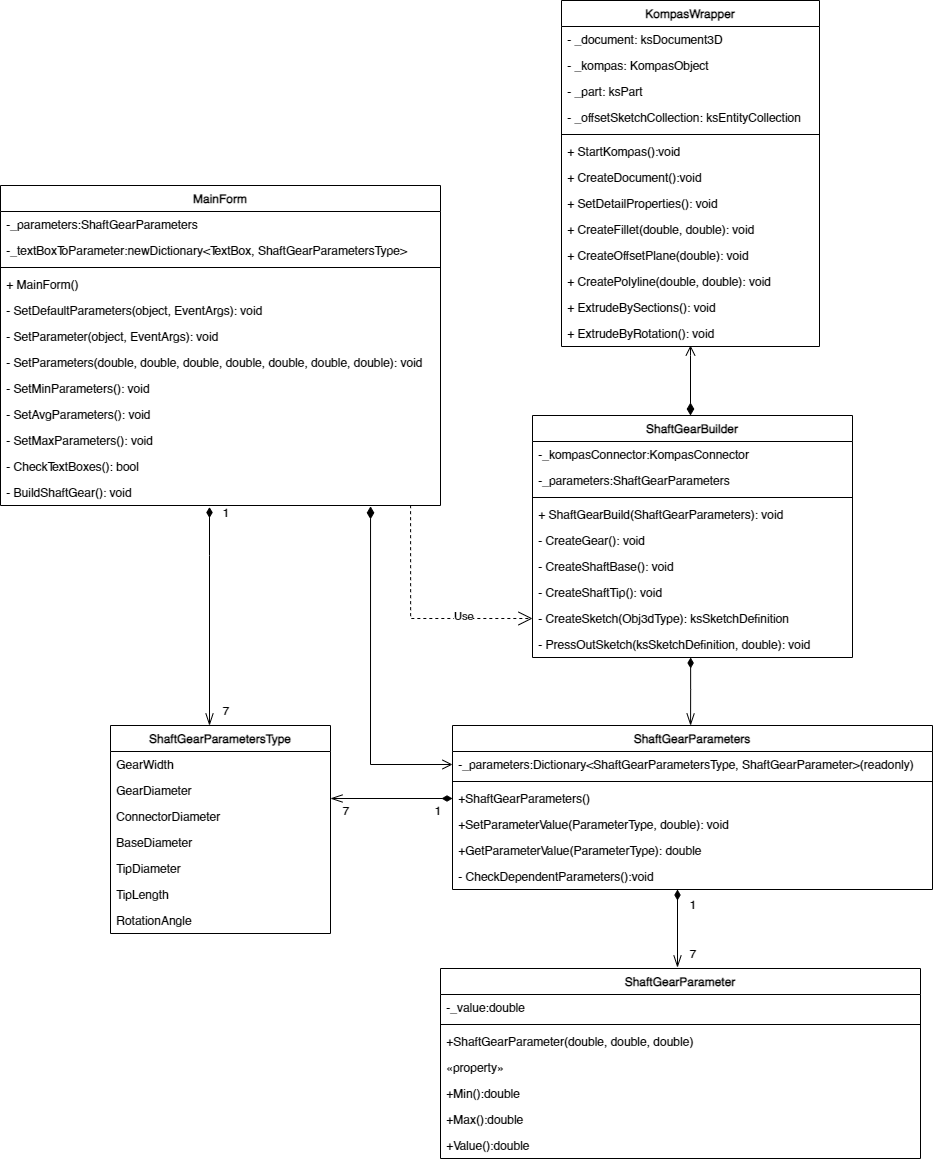 KompasWrapper
- _document: ksDocument3D
- _kompas: KompasObject
- _part: ksPart
- _offsetSketchCollection: ksEntityCollection
+ StartKompas():void
+ CreateDocument():void
+ SetDetailProperties(): void
+ CreateFillet(double, double): void
+ CreateOffsetPlane(double): void
+ CreatePolyline(double, double): void
+ ExtrudeBySections(): void
+ ExtrudeByRotation(): void
MainForm
-_parameters:ShaftGearParameters
-_textBoxToParameter:newDictionary<TextBox, ShaftGearParametersType>
+ MainForm()
- SetDefaultParameters(object, EventArgs): void
- SetParameter(object, EventArgs): void
- SetParameters(double, double, double, double, double, double, double): void
- SetMinParameters(): void
- SetAvgParameters(): void
- SetMaxParameters(): void
- CheckTextBoxes(): bool
- BuildShaftGear(): void
ShaftGearBuilder
-_kompasConnector:KompasConnector
-_parameters:ShaftGearParameters
+ ShaftGearBuild(ShaftGearParameters): void
- CreateGear(): void
- CreateShaftBase(): void
- CreateShaftTip(): void
- CreateSketch(Obj3dType): ksSketchDefinition
- PressOutSketch(ksSketchDefinition, double): void
1
Use
7
ShaftGearParametersType
GearWidth
GearDiameter
ConnectorDiameter
BaseDiameter
TipDiameter
TipLength
RotationAngle
7
1
ShaftGearParameters
-_parameters:Dictionary<ShaftGearParametersType, ShaftGearParameter>(readonly)
+ShaftGearParameters()
+SetParameterValue(ParameterType, double): void
+GetParameterValue(ParameterType): double
- CheckDependentParameters():void
1
7
ShaftGearParameter
-_value:double
+ShaftGearParameter(double, double, double)
«property»
+Min():double
+Max():double
+Value():double